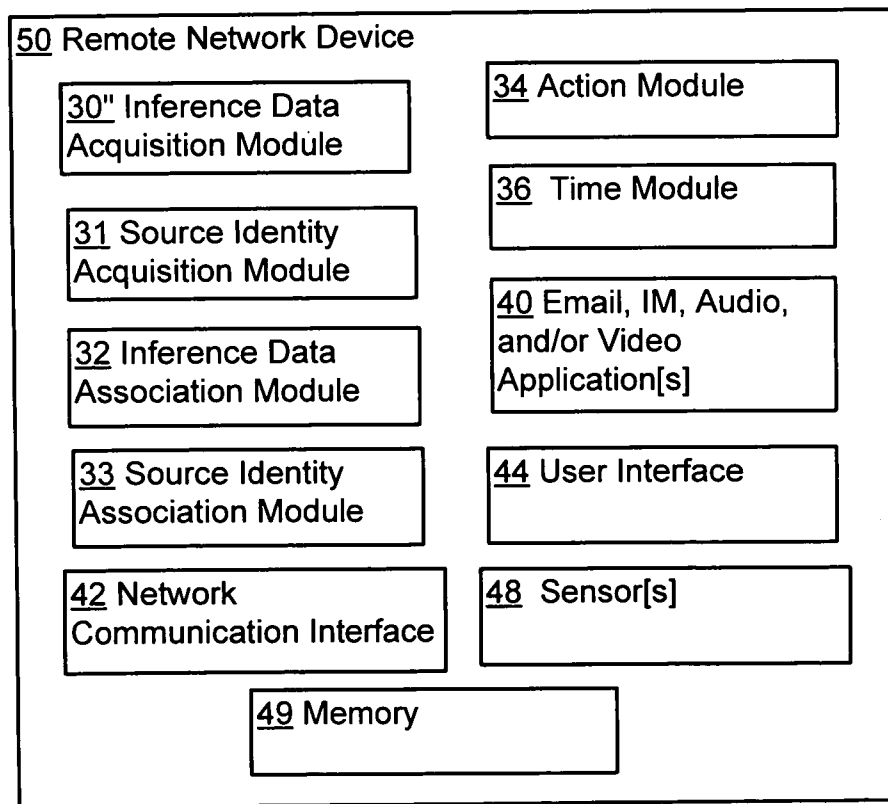 50 Remote Network Device
30" Inference Data
Acquisition Module
31 Source Identity
Acquisition Module
32 Inference Data
Association Module
33 Source Identity
Association Module
42 Network
Communication Interface
34 Action Module
36 Time Module
40 Email, IM, Audio,
and/or Video
Application[s]
44 User Interface
48 Sensor[s]
49 Memory